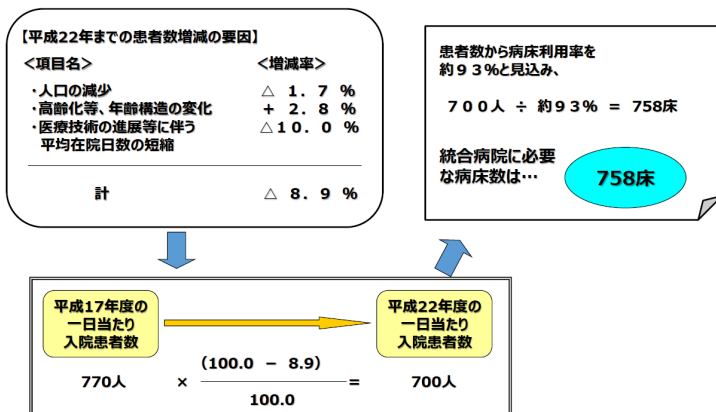 【平成22年までの患者数増減の要因】
＜項目名＞ ＜増減率＞
・人口の減少 △ １．７ ％
・高齢化等、年齢構造の変化 ＋ ２．８ ％
・医療技術の進展等に伴う △１０．０ ％
平均在院日数の短縮
計 △ ８．９ ％
患者数から病床利用率を
約９３％と見込み、
７００人 ÷ 約９３％ ＝ 758床
統合病院に必要
な病床数は…
758床
平成17年度の
一日当たり
入院患者数
平成22年度の
一日当たり
入院患者数
770人 × （100.0 － 8.9） ＝ 700人
100.0